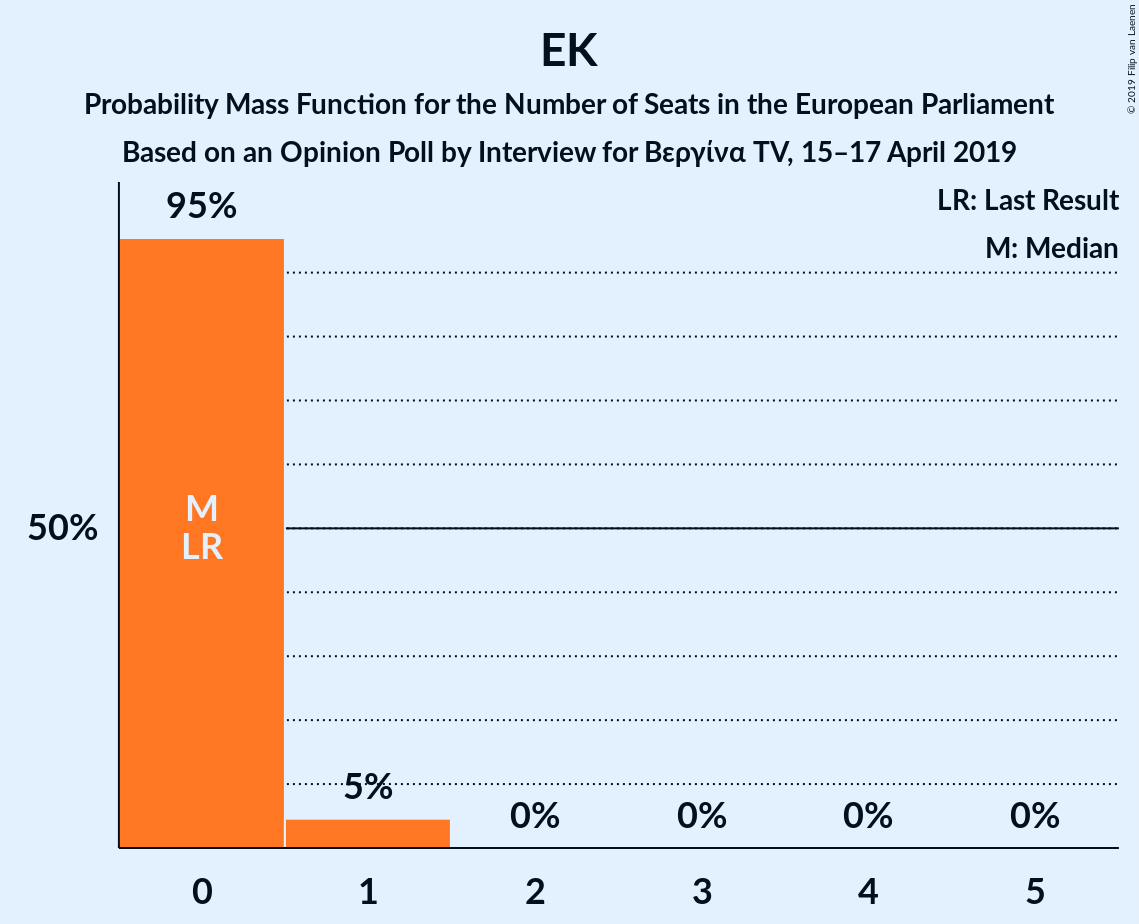 EK
Probability Mass Function for the Number of Seats in the European Parliament
Based on an Opinion Poll by Interview for Βεργίνα TV, 15–17 April 2019
© 2019 Filip van Laenen
LR: Last Result
M: Median
95%
M
LR
50%
5%
0%
0%
0%
0%
0
1
2
3
4
5